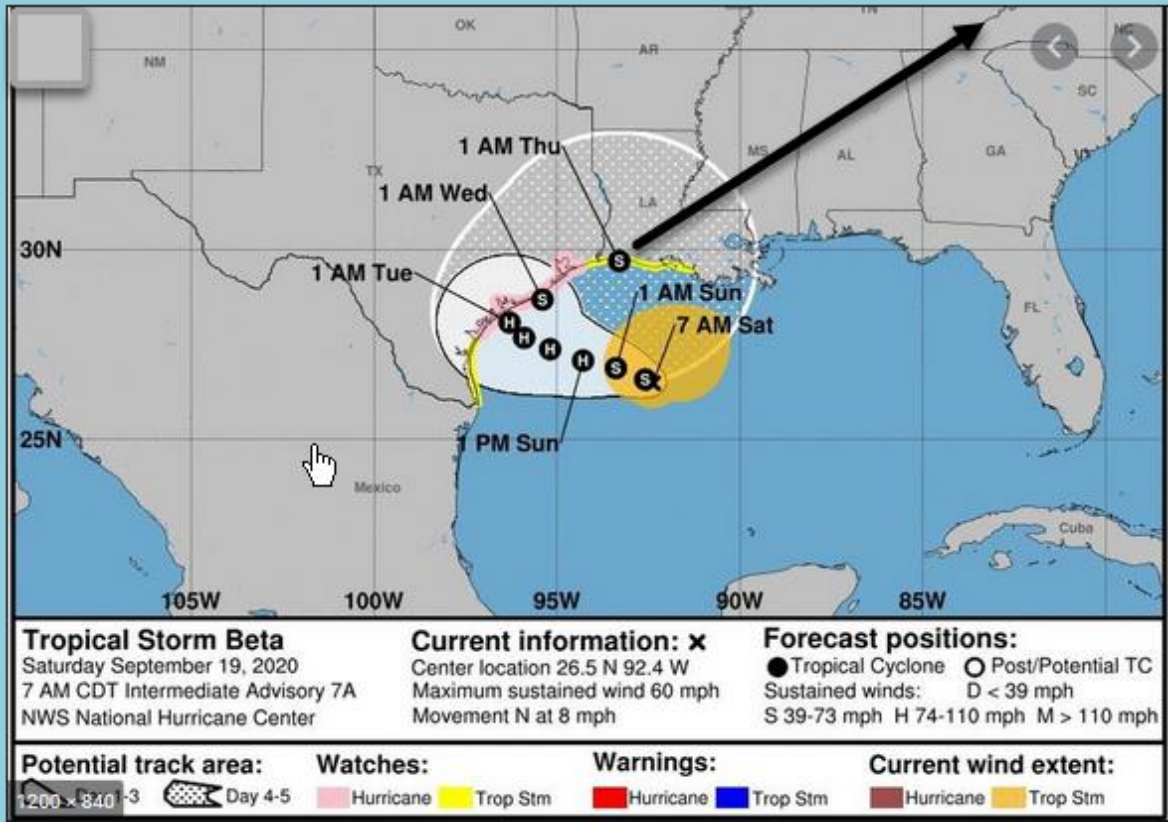 OK
TN
NC
NM
AR
SC
1 AM Thu
MS
AL
GA
TX
1 AM Wed
LA
30N
1 AM Tue
1 AM Sun
FL
7 AM Sat
H
S
S
H
H
H
H
S
S
25N
1 PM Sun
Mexico
Cuba
105W
100W
95W
90W
85W
Tropical Storm Beta
Saturday September 19, 2020
7 AM CDT Intermediate Advisory 7A
NWS National Hurricane Center
Current information: x
Center location 26.5 N 92.4 W
Maximum sustained wind 60 mph
Movement N at 8 mph
Forecast positions:
Tropical Cyclone Post/Potential TC
Sustained winds: D < 39 mph
S 39-73 mph H 74-110 mph M > 110 mph
Potential track area:
Day 4-5
1200 × 840
Watches:
Hurricane Trop Stm
Warnings:
Hurricane Trop Stm
Current wind extent:
Hurricane Trop Stm